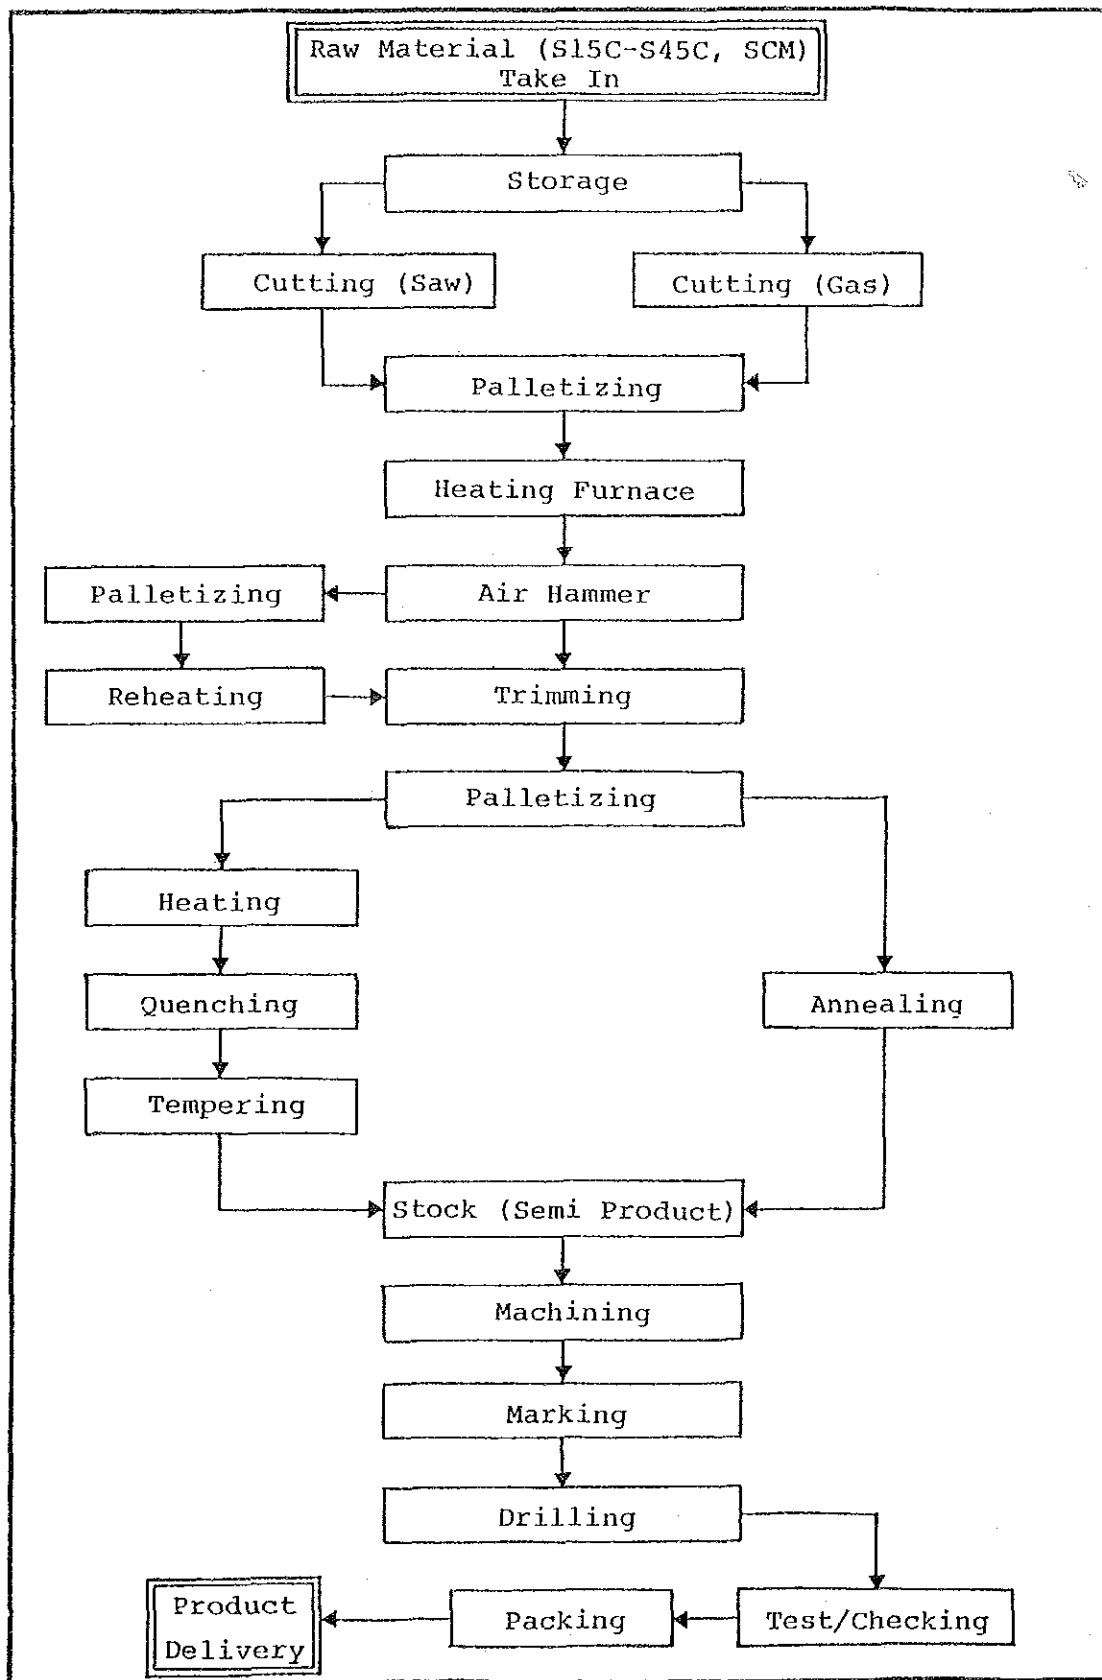 Raw Material (S15C-S45C, SCM)
Take In
Storage
Cutting (Saw)
Cutting (Gas)
Palletizing
Heating Furnace
Palletizing
Air Hammer
Reheating
Trimming
Palletizing
Heating
Quenching
Annealing
Tempering
Stock (Semi Product)
Machining
Marking
Drilling
Product
Delivery
Packing
Test/Checking